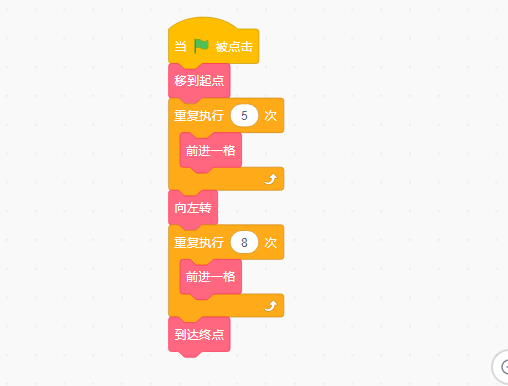 当 被点击
移到起点
重复执行 5 次
前进一格
向左转
重复执行 8 次
前进一格
到达终点